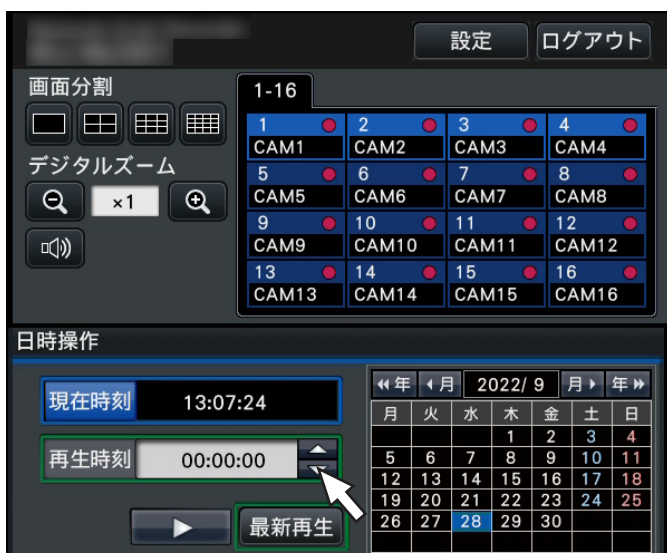 設定 ログアウト
画面分割
1-16
1 2 3 4
CAM1 CAM2 CAM3 CAM4
デジタルズーム
5 6 7 8
CAM5 CAM6 CAM7 CAM8
×1
9 10 11 12
CAM9 CAM10 CAM11 CAM12
13 14 15 16
CAM13 CAM14 CAM15 CAM16
日時操作
現在時刻 13:07:24
再生時刻 00:00:00
最新再生
年 月 2022/ 9 月 年
月 火 水 木 金 土 日
1 2 3 4
5 6 7 8 9 10 11
12 13 14 15 16 17 18
19 20 21 22 23 24 25
26 27 28 29 30